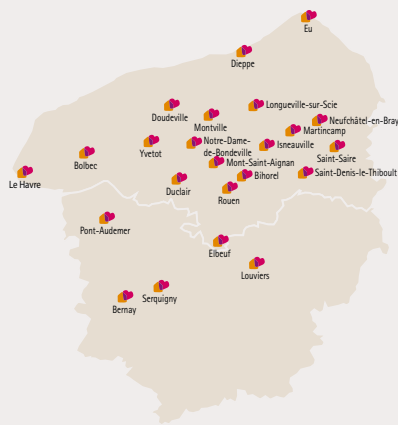 Eu
Dieppe
Longueville-sur-Scie
Doudeville
Montville
Neufchâtel-en-Bray
Martincamp
Yvetot
Notre-Dame-
de-Bondeville
Isneauville
Saint-Saire
Bolbec
Mont-Saint-Aignan
Saint-Denis-le-Thiboult
Le Havre
Duclair
Bihorel
Rouen
Pont-Audemer
Elbeuf
Louviers
Serquigny
Bernay